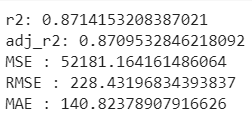 r2: 0.8714153208387021
adj_r2: 0.8709532846218092
MSE : 52181.164161486064
RMSE : 228.43196834393837
MAE : 140.82378907916626